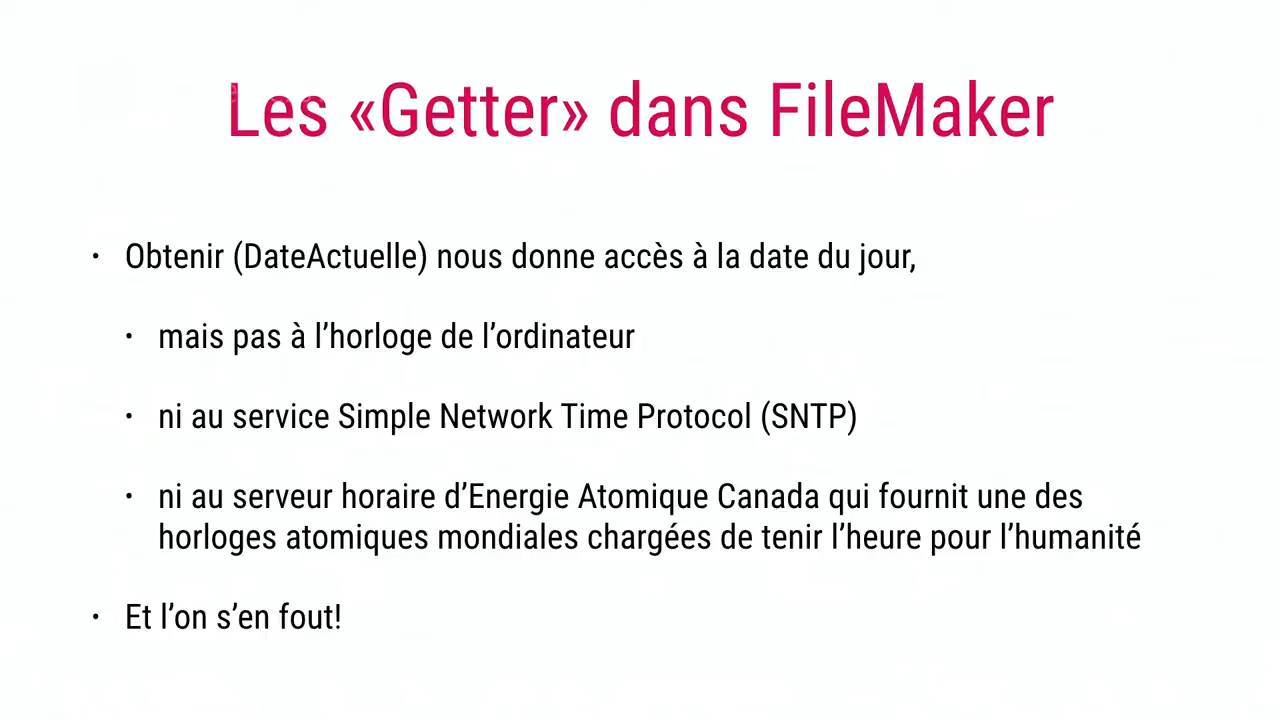 Les «Getter» dans FileMaker
• Obtenir (DateActuelle) nous donne accès à la date du jour,
• mais pas à l’horloge de l’ordinateur
• ni au service Simple Network Time Protocol (SNTP)
• ni au serveur horaire d’Energie Atomique Canada qui fournit une des
horloges atomiques mondiales chargées de tenir l’heure pour l’humanité
• Et l’on s’en fout!